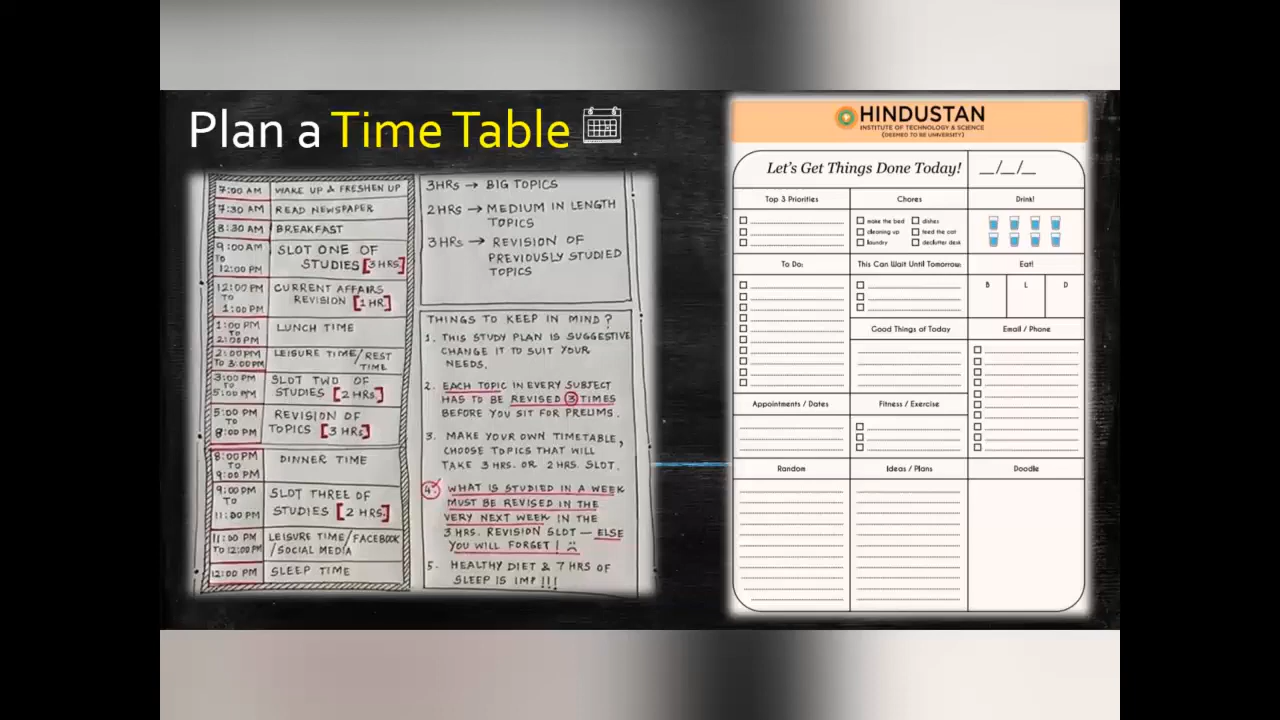 Plan a Time Table
7:00 AM WAKE UP & FRESHEN UP
7:30 AM READ NEWSPAPER
8:30 AM BREAKFAST
9:00 AM
TO
12:00 PM
SLOT ONE OF
STUDIES [3 HRS.]
12:00 PM
TO
1:00 PM
CURRENT AFFAIRS
REVISION [1 HR.]
1:00 PM
TO
2:00 PM
LUNCH TIME
2:00 PM
TO 3:00 PM
LEISURE TIME/REST
TIME
3:00 PM
TO
5:00 PM
SLOT TWO OF
STUDIES [2 HRS.]
5:00 PM
TO
8:00 PM
REVISION OF
TOPICS [3 HRS]
8:00 PM
TO
9:00 PM
DINNER TIME
9:00 PM
TO
11:00 PM
SLOT THREE OF
STUDIES [2 HRS.]
11:00 PM
TO 12:00 PM
LEISURE TIME/FACEBOOK
/SOCIAL MEDIA
12:00 PM SLEEP TIME
3HRS → BIG TOPICS
2HRS → MEDIUM IN LENGTH
TOPICS
3HRS → REVISION OF
PREVIOUSLY STUDIED
TOPICS
THINGS TO KEEP IN MIND?
1. THIS STUDY PLAN IS SUGGESTIVE
CHANGE IT TO SUIT YOUR
NEEDS.
2. EACH TOPIC IN EVERY SUBJECT
HAS TO BE REVISED 3 TIMES
BEFORE YOU SIT FOR PRELIMS.
3. MAKE YOUR OWN TIMETABLE,
CHOOSE TOPICS THAT WILL
TAKE 3 HRS. OR 2 HRS SLOT.
4. WHAT IS STUDIED IN A WEEK
MUST BE REVISED IN THE
VERY NEXT WEEK IN THE
3 HRS. REVISION SLOT — ELSE
YOU WILL FORGET!
5. HEALTHY DIET & 7 HRS OF
SLEEP IS IMP!!!
HINDUSTAN
INSTITUTE OF TECHNOLOGY & SCIENCE
(DEEMED TO BE UNIVERSITY)
Let's Get Things Done Today! __/__/__
Top 3 Priorities
Chores
make the bed dishes
cleaning up feed the cat
laundry declutter desk
Drink!
To Do:
This Can Wait Until Tomorrow:
Eat!
B L D
Good Things of Today
Email / Phone
Appointments / Dates
Fitness / Exercise
Random
Ideas / Plans
Doodle